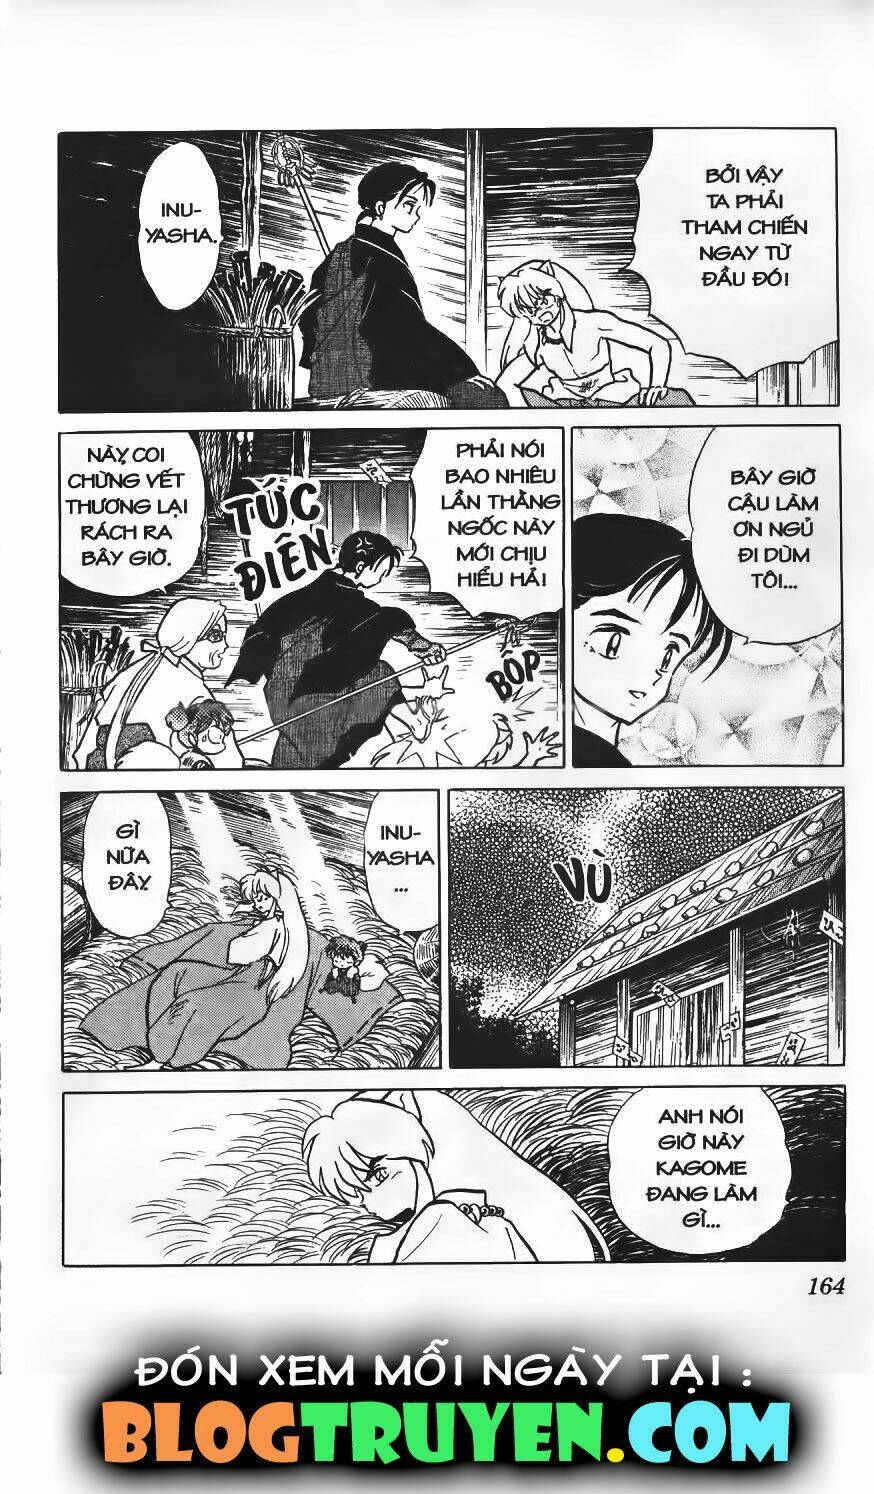 BỞI VẬY
TA PHẢI
THAM CHIẾN
NGAY TỪ
ĐẦU ĐÓ!
INU-
YASHA.
BÂY GIỜ
CẬU LÀM
ƠN NGỦ
ĐI DÙM
TÔI...
PHẢI NÓI
BAO NHIÊU
LẦN THẰNG
NGỐC NÀY
MỚI CHỊU
HIỂU HẢ!
TỨC
ĐIÊN
BỐP
NÀY, COI
CHỪNG VẾT
THƯƠNG LẠI
RÁCH RA
BÂY GIỜ.
VÙ
INU-
YASHA
...
GÌ
NỮA
ĐÂY.
ANH NÓI
GIỜ NÀY
KAGOME
ĐANG LÀM
GÌ...
164
ĐÓN XEM MỖI NGÀY TẠI :
BLOGTRUYEN.COM